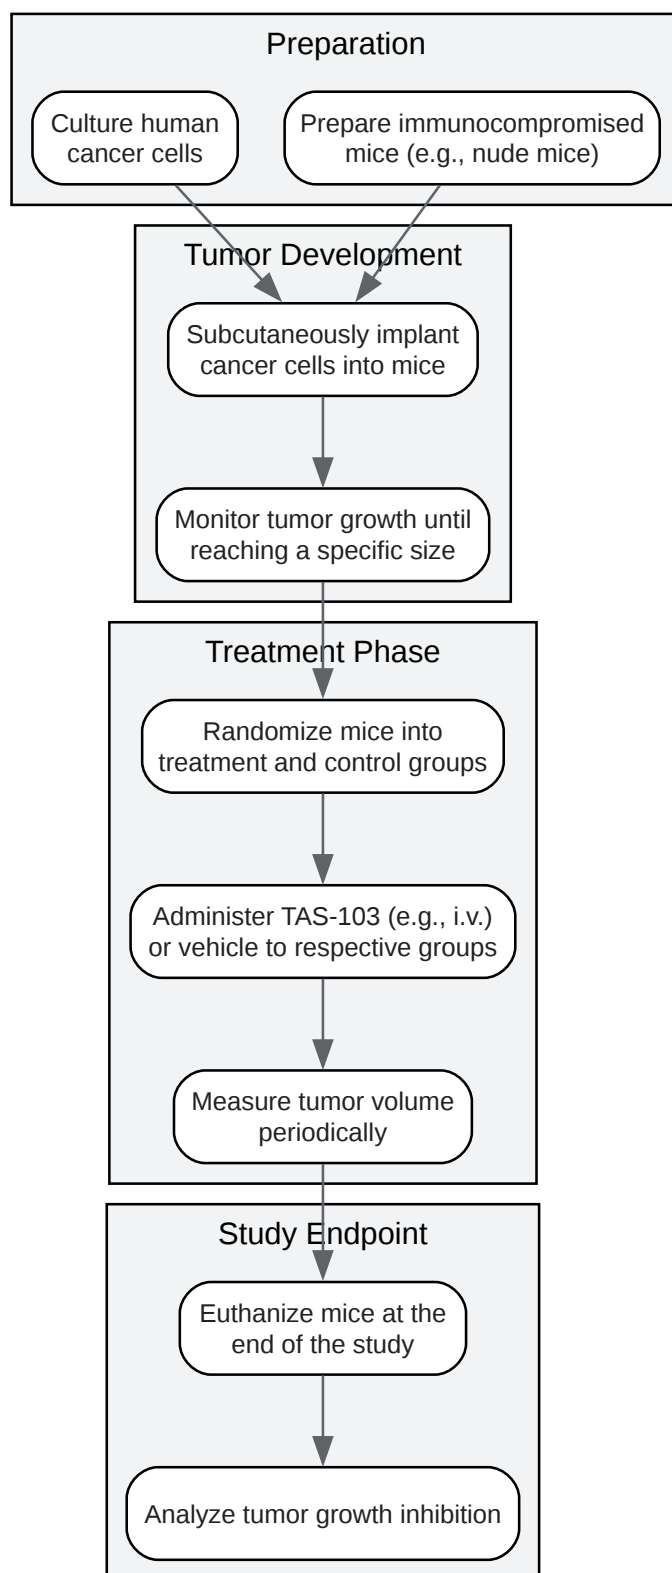 Preparation
Culture human
cancer cells
Prepare immunocompromised
mice (e.g., nude mice)
Tumor Development
Subcutaneously implant
cancer cells into mice
Monitor tumor growth until
reaching a specific size
Treatment Phase
Randomize mice into
treatment and control groups
Administer TAS-103 (e.g., i.v.)
or vehicle to respective groups
Measure tumor volume
periodically
Study Endpoint
Euthanize mice at the
end of the study
Analyze tumor growth inhibition